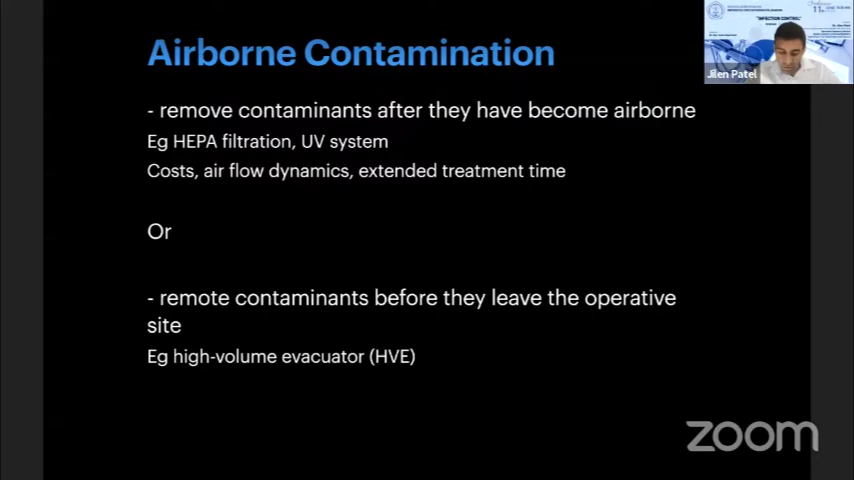 Airborne Contamination
- remove contaminants after they have become airborne
Eg HEPA filtration, UV system
Costs, air flow dynamics, extended treatment time
Or
- remote contaminants before they leave the operative
site
Eg high-volume evacuator (HVE)
"INFECTION CONTROL"
Jilen Patel
zoom